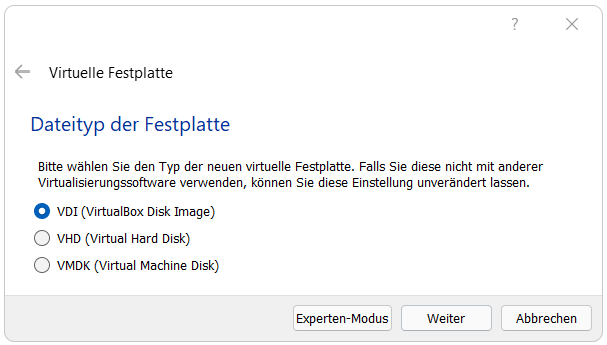 ?
Virtuelle Festplatte
Dateityp der Festplatte
Bitte wählen Sie den Typ der neuen virtuelle Festplatte. Falls Sie diese nicht mit anderer
Virtualisierungssoftware verwenden, können Sie diese Einstellung unverändert lassen.
VDI (VirtualBox Disk Image)
VHD (Virtual Hard Disk)
VMDK (Virtual Machine Disk)
Experten-Modus Weiter Abbrechen